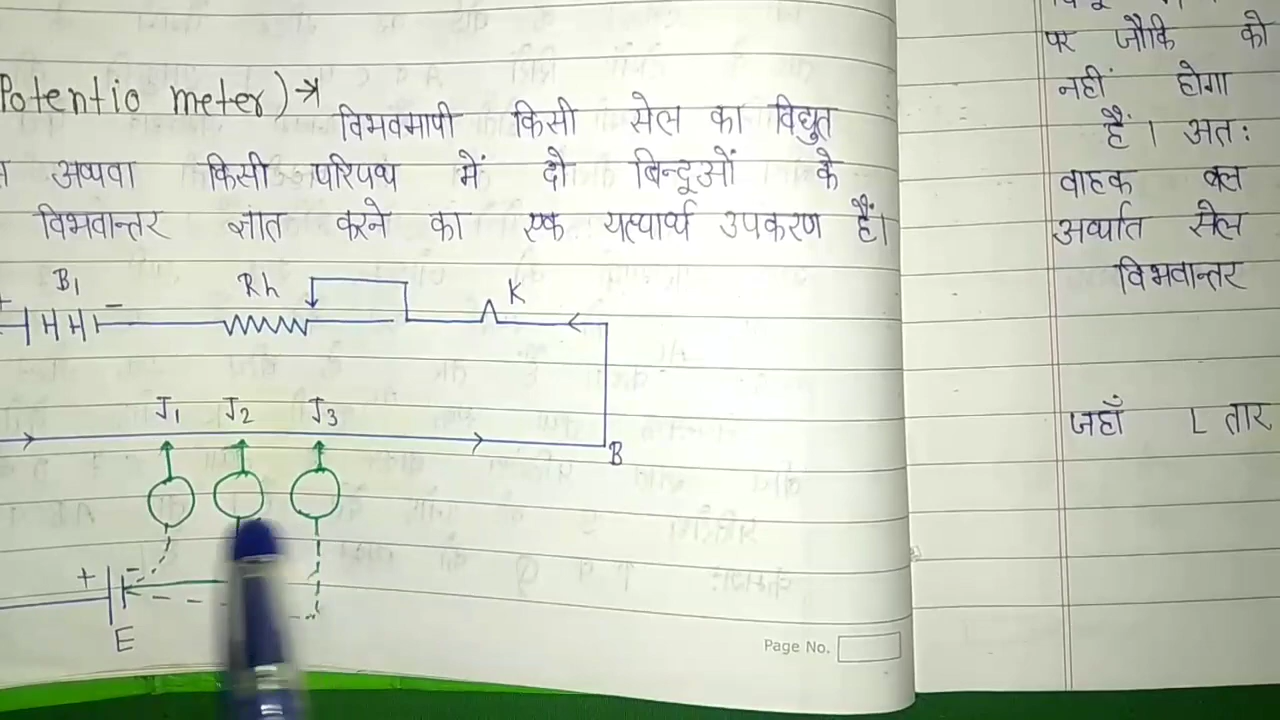 Potentio meter) →
विभवमापी किसी सेल का विद्युत
अथवा किसी परिपथ में दो बिन्दूओं के
विभवान्तर ज्ञात करने का एक यथार्थ उपकरण हैं।
+ B1 − Rh K
J1 J2 J3
B
+ −
E
Page No.
पर जौकि को
नहीं होगा
हैं। अतः
वाहक बल
अर्थात सेल
विभवान्तर
जहाँ L तार